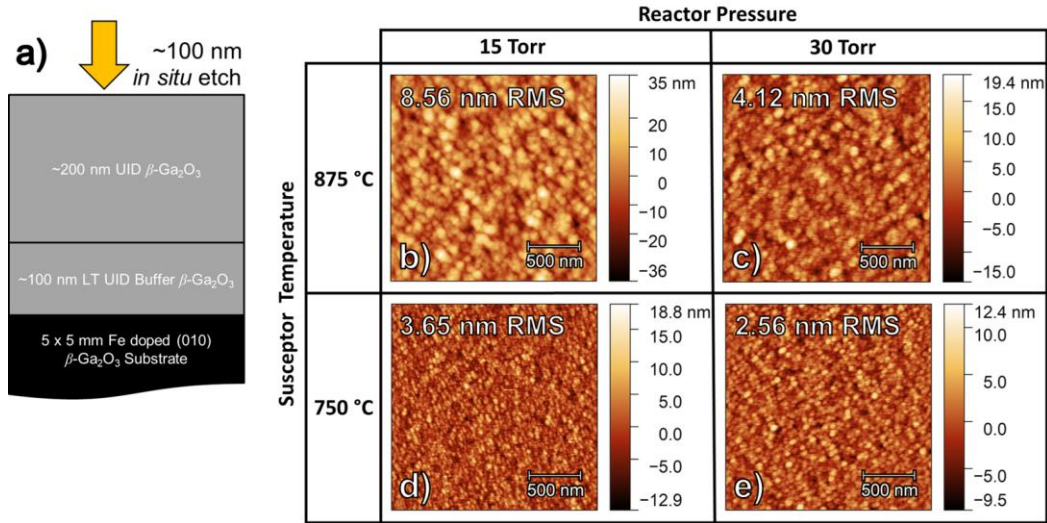 a)
~100 nm
in situ etch
~200 nm UID β-Ga₂O₃
~100 nm LT UID Buffer β-Ga₂O₃
5 x 5 mm Fe doped (010)
β-Ga₂O₃ Substrate
Reactor Pressure
15 Torr
30 Torr
Susceptor Temperature
875 °C
8.56 nm RMS
b)
500 nm
35 nm
20
10
0
−10
−20
−36
4.12 nm RMS
c)
500 nm
19.4 nm
15.0
10.0
5.0
0.0
−5.0
−15.0
750 °C
3.65 nm RMS
d)
500 nm
18.8 nm
15.0
10.0
5.0
0.0
−5.0
−12.9
2.56 nm RMS
e)
500 nm
12.4 nm
10.0
5.0
0.0
−5.0
−9.5